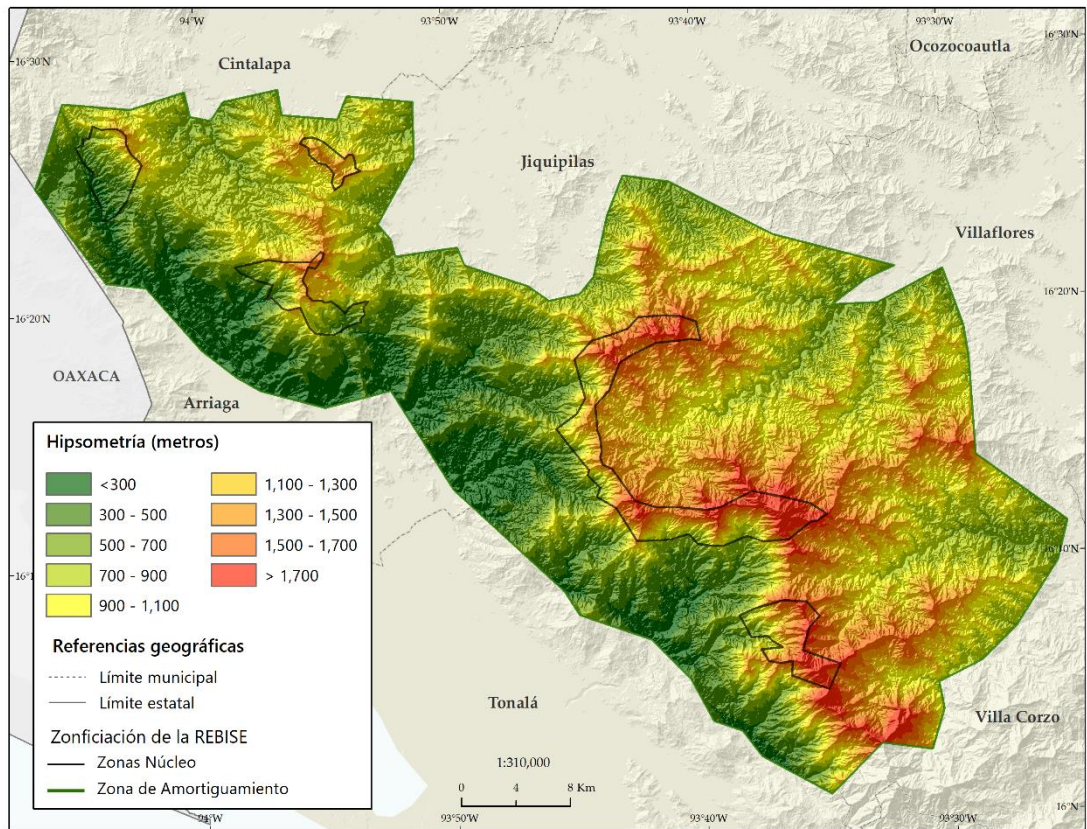 94°W
93°50'W
93°40'W
93°30'W
16°30'N
16°30'N
Ocozocoautla
Cintalapa
Jiquipilas
Villaflores
16°20'N
16°20'N
OAXACA
Arriaga
Hipsometría (metros)
<300
300 - 500
500 - 700
700 - 900
900 - 1,100
1,100 - 1,300
1,300 - 1,500
1,500 - 1,700
> 1,700
16°10'N
16°1
Referencias geográficas
Límite municipal
Límite estatal
Zonficiación de la REBISE
Zonas Núcleo
Zona de Amortiguamiento
Tonalá
Villa Corzo
1:310,000
0 4 8 Km
16°N
94°W
93°50'W
93°40'W
93°30'W